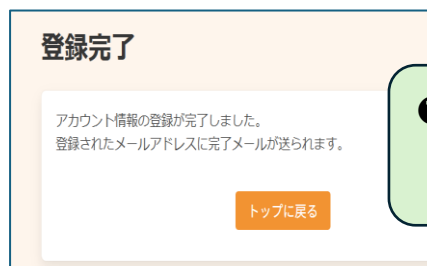 登録完了
アカウント情報の登録が完了しました。
登録されたメールアドレスに完了メールが送られます。
トップに戻る